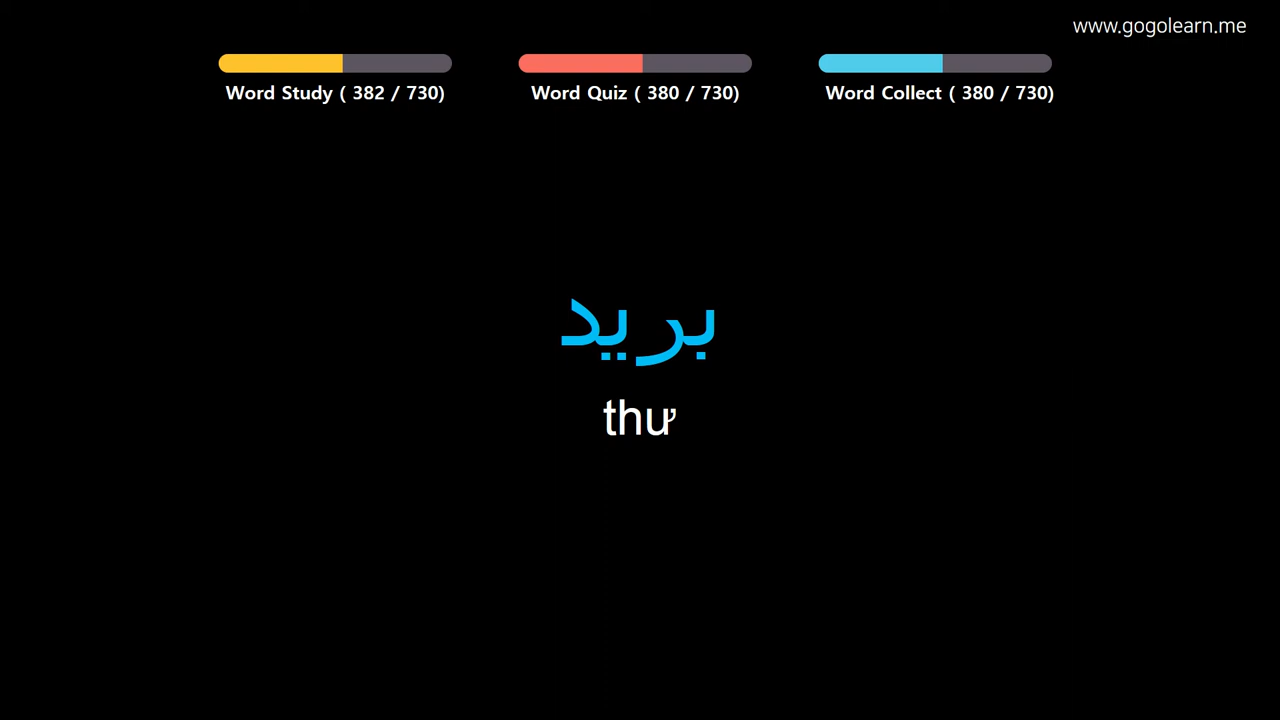 www.gogolearn.me
Word Study ( 382 / 730)
Word Quiz ( 380 / 730)
Word Collect ( 380 / 730)
بريد
thư